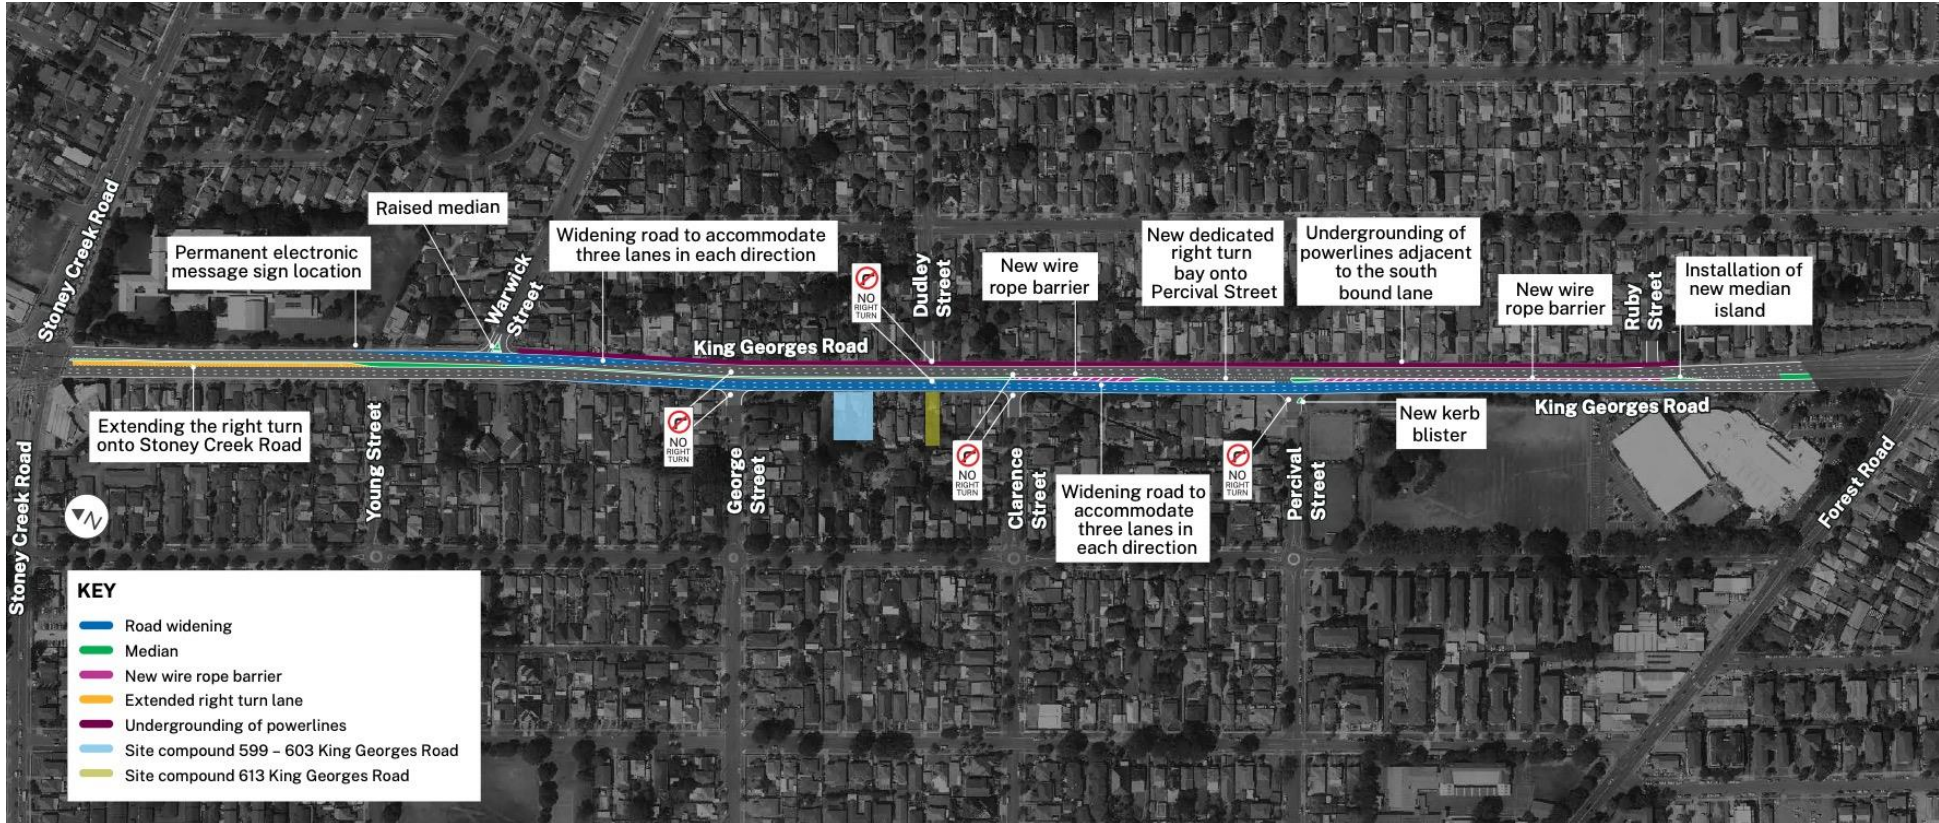 Stoney Creek Road
Raised median
Permanent electronic
message sign location
Warwick
Street
Widening road to accommodate
three lanes in each direction
NO
RIGHT
TURN
Dudley
Street
New wire
rope barrier
New dedicated
right turn
bay onto
Percival Street
Undergrounding of
powerlines adjacent
to the south
bound lane
New wire
rope barrier
Ruby
Street
Installation of
new median
island
King Georges Road
Extending the right turn
onto Stoney Creek Road
Young Street
NO
RIGHT
TURN
George
Street
NO
RIGHT
TURN
Clarence
Street
Widening road to
accommodate
three lanes in
each direction
NO
RIGHT
TURN
Percival
Street
New kerb
blister
King Georges Road
Forest Road
Stoney Creek Road
N
KEY
Road widening
Median
New wire rope barrier
Extended right turn lane
Undergrounding of powerlines
Site compound 599 – 603 King Georges Road
Site compound 613 King Georges Road